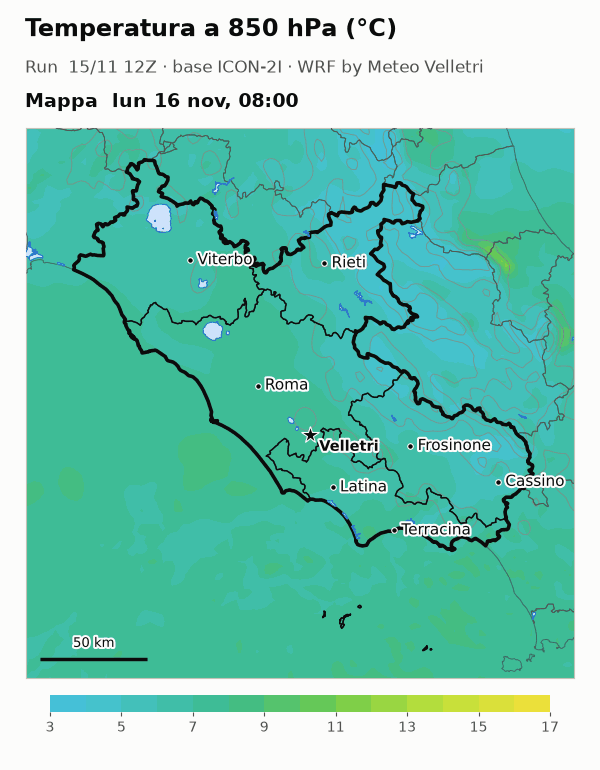 Temperatura a 850 hPa (°C)
Run  15/11 12Z · base ICON-2I · WRF by Meteo Velletri
Mappa  lun 16 nov, 08:00
Viterbo
Rieti
Roma
Velletri
Frosinone
Cassino
Latina
Terracina
50 km
3 5 7 9 11 13 15 17